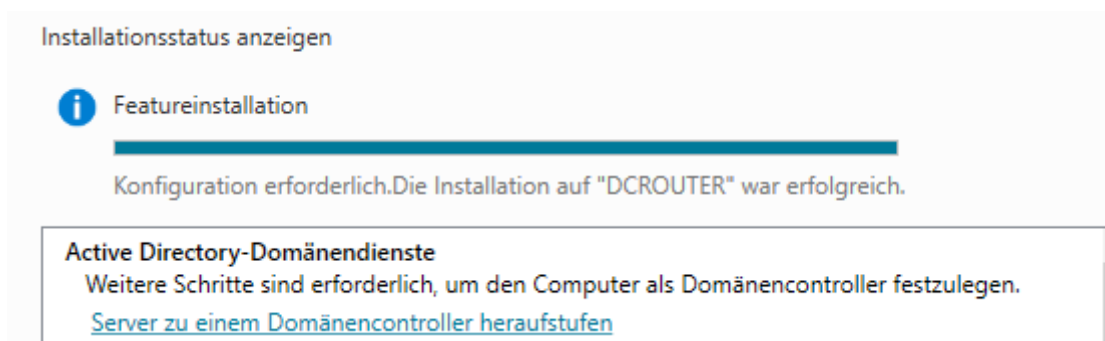 Installationsstatus anzeigen
Featureinstallation
Konfiguration erforderlich.Die Installation auf "DCROUTER" war erfolgreich.
Active Directory-Domänendienste
Weitere Schritte sind erforderlich, um den Computer als Domänencontroller festzulegen.
Server zu einem Domänencontroller heraufstufen